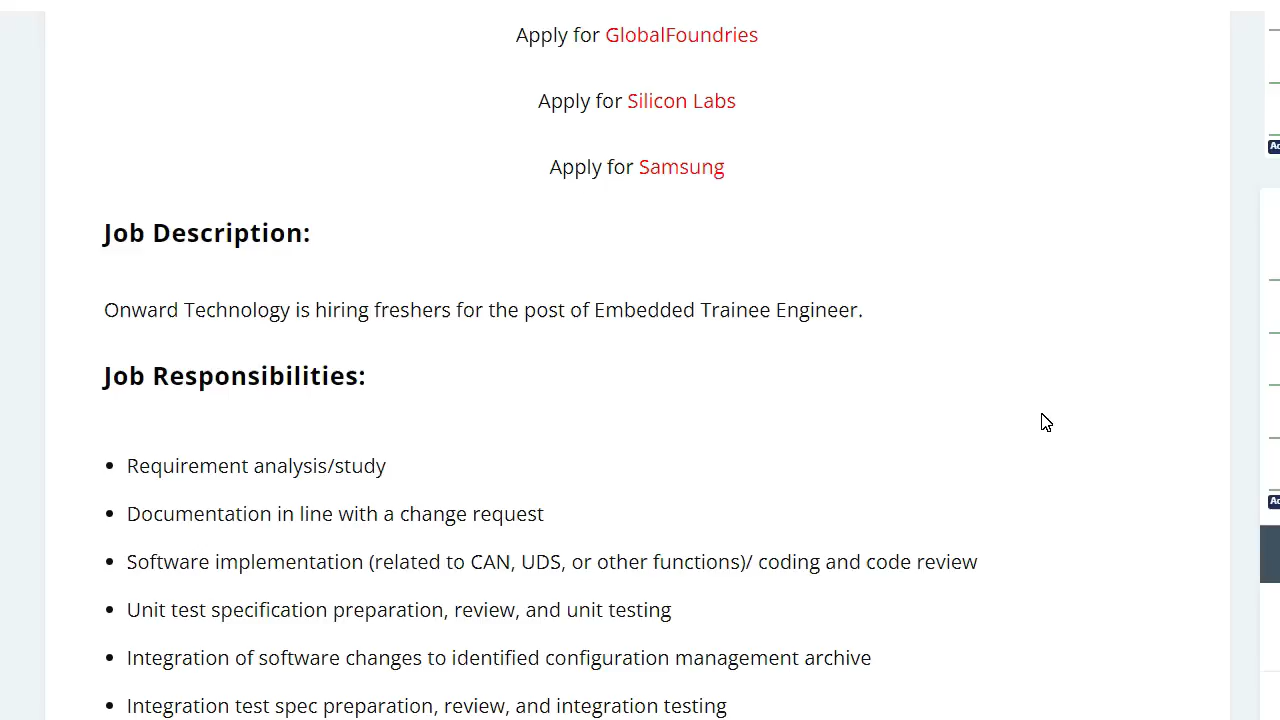 Apply for GlobalFoundries
Apply for Silicon Labs
Apply for Samsung
Job Description:
Onward Technology is hiring freshers for the post of Embedded Trainee Engineer.
Job Responsibilities:
• Requirement analysis/study
• Documentation in line with a change request
• Software implementation (related to CAN, UDS, or other functions)/ coding and code review
• Unit test specification preparation, review, and unit testing
• Integration of software changes to identified configuration management archive
• Integration test spec preparation, review, and integration testing